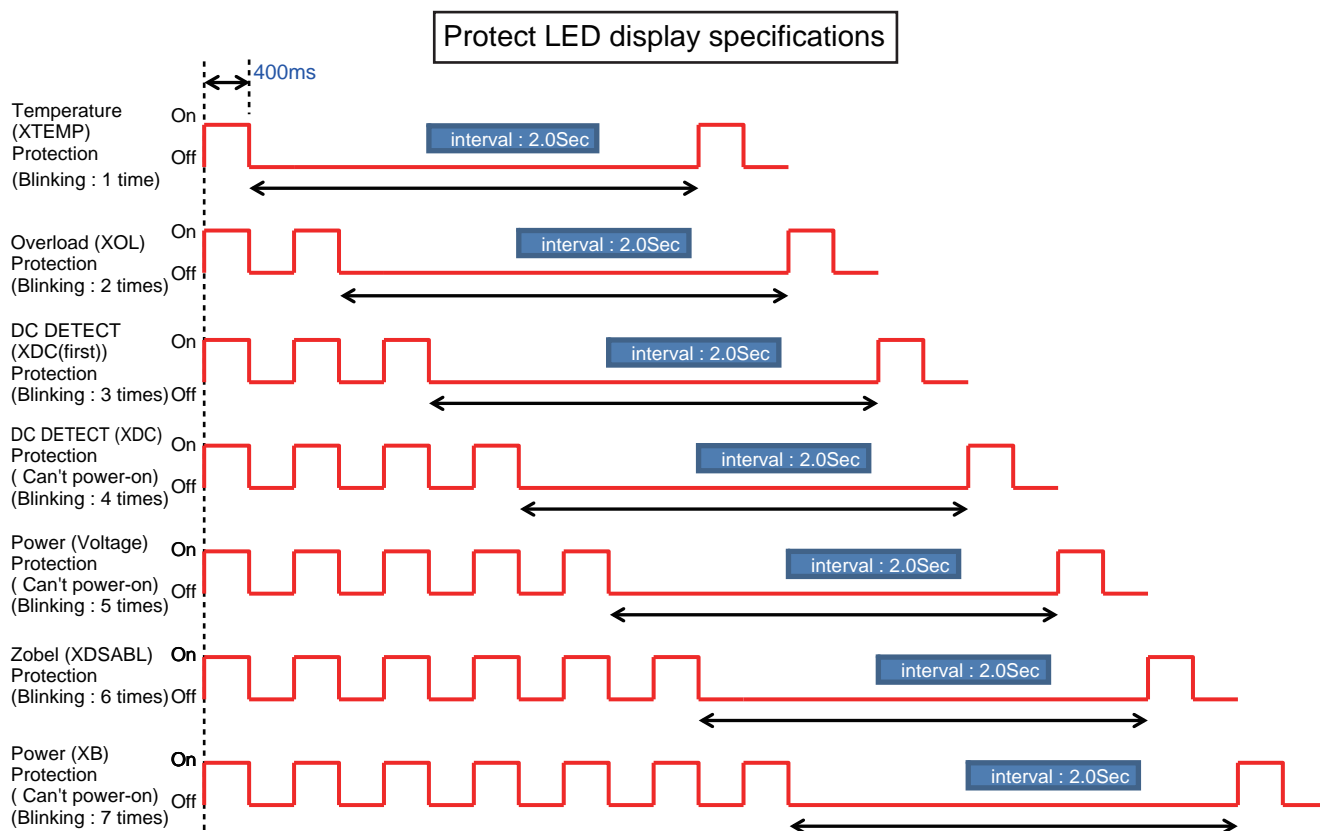 Protect LED display specifications
400ms
Temperature
(XTEMP)
Protection
(Blinking : 1 time)
On
Off
interval : 2.0Sec
Overload (XOL)
Protection
(Blinking : 2 times)
On
Off
interval : 2.0Sec
DC DETECT
(XDC(first))
Protection
(Blinking : 3 times)
On
Off
interval : 2.0Sec
DC DETECT (XDC)
Protection
( Can't power-on)
(Blinking : 4 times)
On
Off
interval : 2.0Sec
Power (Voltage)
Protection
( Can't power-on)
(Blinking : 5 times)
On
Off
interval : 2.0Sec
Zobel (XDSABL)
Protection
(Blinking : 6 times)
On
Off
interval : 2.0Sec
Power (XB)
Protection
( Can't power-on)
(Blinking : 7 times)
On
Off
interval : 2.0Sec